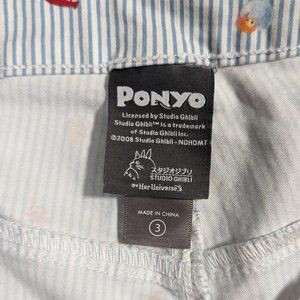 PONYO
Licensed by Studio Ghibli
Studio Ghibli™ is a trademark
of Studio Ghibli Inc.
©2008 Studio Ghibli - NDHDMT
スタジオジブリ
STUDIO GHIBLI
BY Her Universe
MADE IN CHINA
3